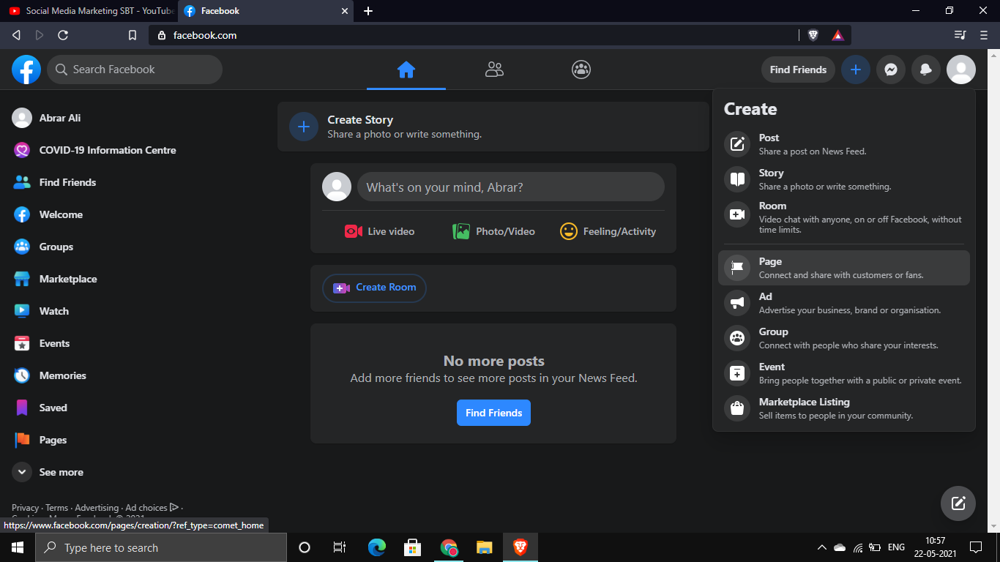 Social Media Marketing SBT - YouTube
Facebook
facebook.com
Search Facebook
Find Friends
Abrar Ali
COVID-19 Information Centre
Find Friends
Welcome
Groups
Marketplace
Watch
Events
Memories
Saved
Pages
See more
Privacy · Terms · Advertising · Ad choices ·
https://www.facebook.com/pages/creation/?ref_type=comet_home
Create Story
Share a photo or write something.
What's on your mind, Abrar?
Live video
Photo/Video
Feeling/Activity
Create Room
No more posts
Add more friends to see more posts in your News Feed.
Find Friends
Create
Post
Share a post on News Feed.
Story
Share a photo or write something.
Room
Video chat with anyone, on or off Facebook, without
time limits.
Page
Connect and share with customers or fans.
Ad
Advertise your business, brand or organisation.
Group
Connect with people who share your interests.
Event
Bring people together with a public or private event.
Marketplace Listing
Sell items to people in your community.
Type here to search
ENG
10:57
22-05-2021